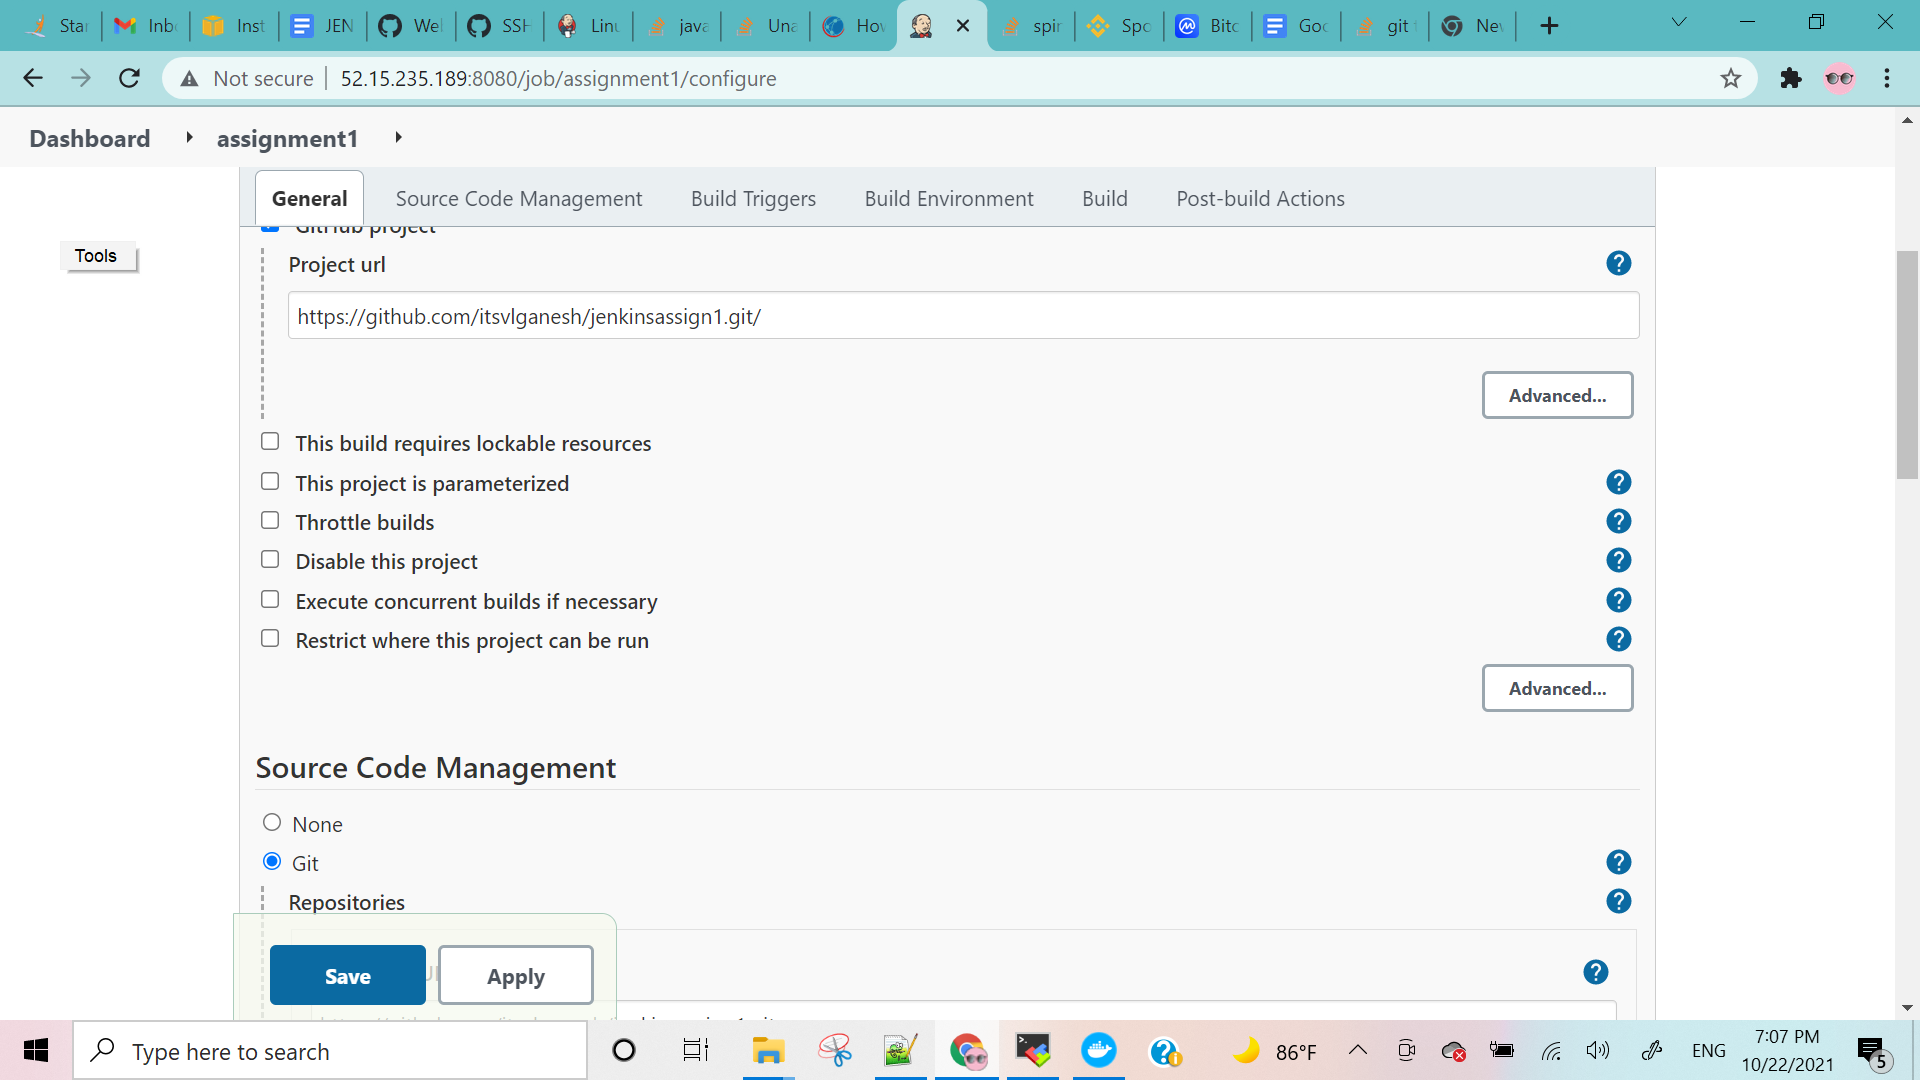 Star
Inb
Inst
JEN
Wel
SSH
Linu
java
Una
How
spir
Spo
Bitc
Goo
git
Nev
Not secure
52.15.235.189:8080/job/assignment1/configure
Dashboard
assignment1
General
Source Code Management
Build Triggers
Build Environment
Build
Post-build Actions
GitHub project
Tools
Project url
https://github.com/itsvlganesh/jenkinsassign1.git/
Advanced...
This build requires lockable resources
This project is parameterized
Throttle builds
Disable this project
Execute concurrent builds if necessary
Restrict where this project can be run
Advanced...
Source Code Management
None
Git
Repositories
Save
Apply
Type here to search
86°F
ENG
7:07 PM
10/22/2021
5